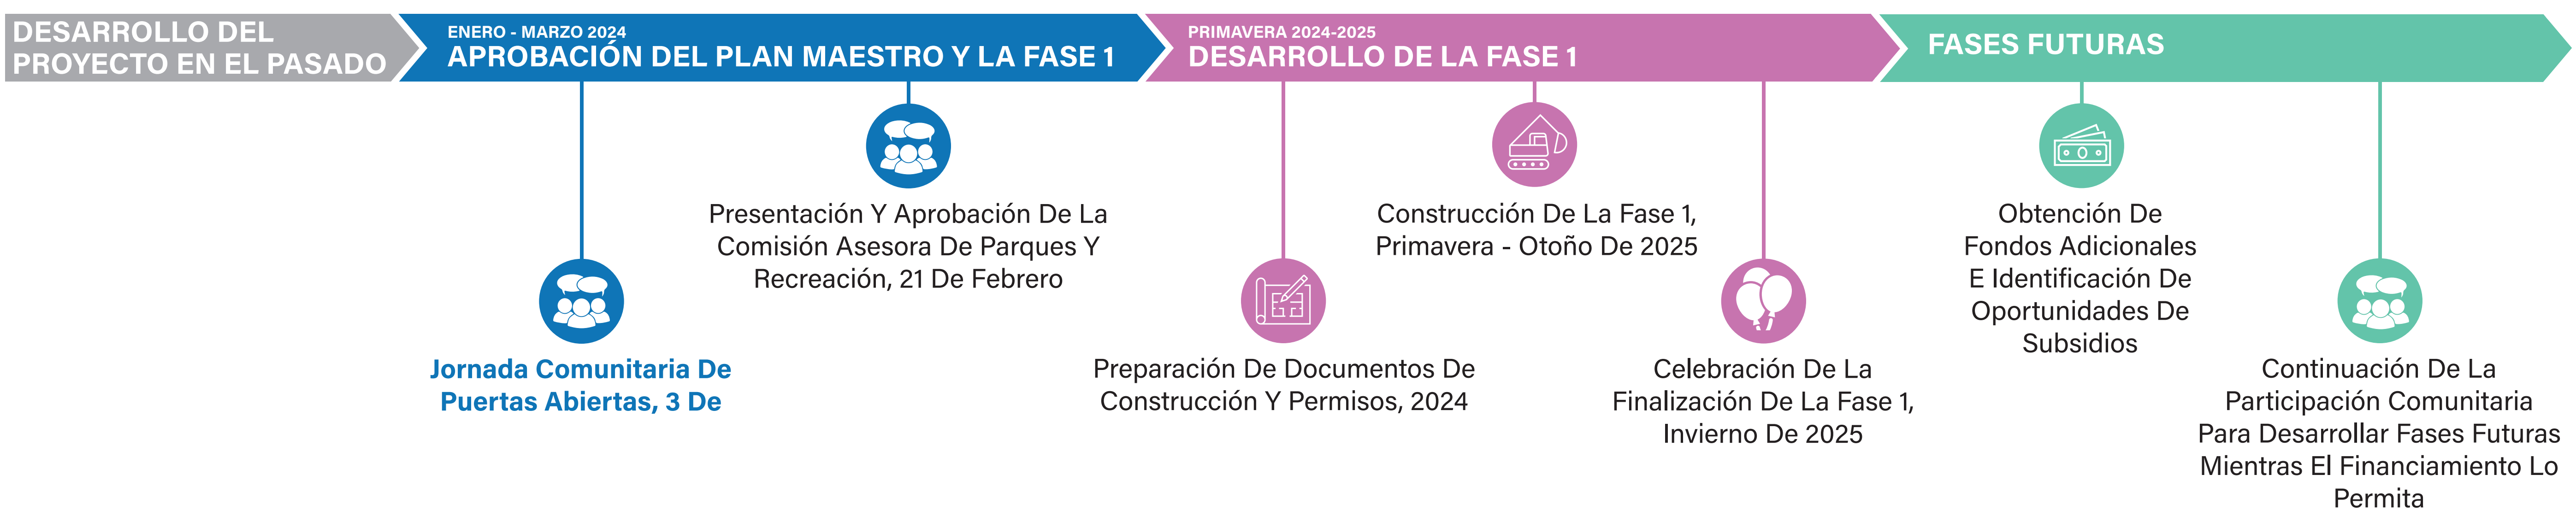 DESARROLLO DEL
PROYECTO EN EL PASADO
ENERO - MARZO 2024
APROBACIÓN DEL PLAN MAESTRO Y LA FASE 1
PRIMAVERA 2024-2025
DESARROLLO DE LA FASE 1
FASES FUTURAS
Jornada Comunitaria De
Puertas Abiertas, 3 De
Presentación Y Aprobación De La
Comisión Asesora De Parques Y
Recreación, 21 De Febrero
Preparación De Documentos De
Construcción Y Permisos, 2024
Construcción De La Fase 1,
Primavera - Otoño De 2025
Celebración De La
Finalización De La Fase 1,
Invierno De 2025
Obtención De
Fondos Adicionales
E Identificación De
Oportunidades De
Subsidios
Continuación De La
Participación Comunitaria
Para Desarrollar Fases Futuras
Mientras El Financiamiento Lo
Permita